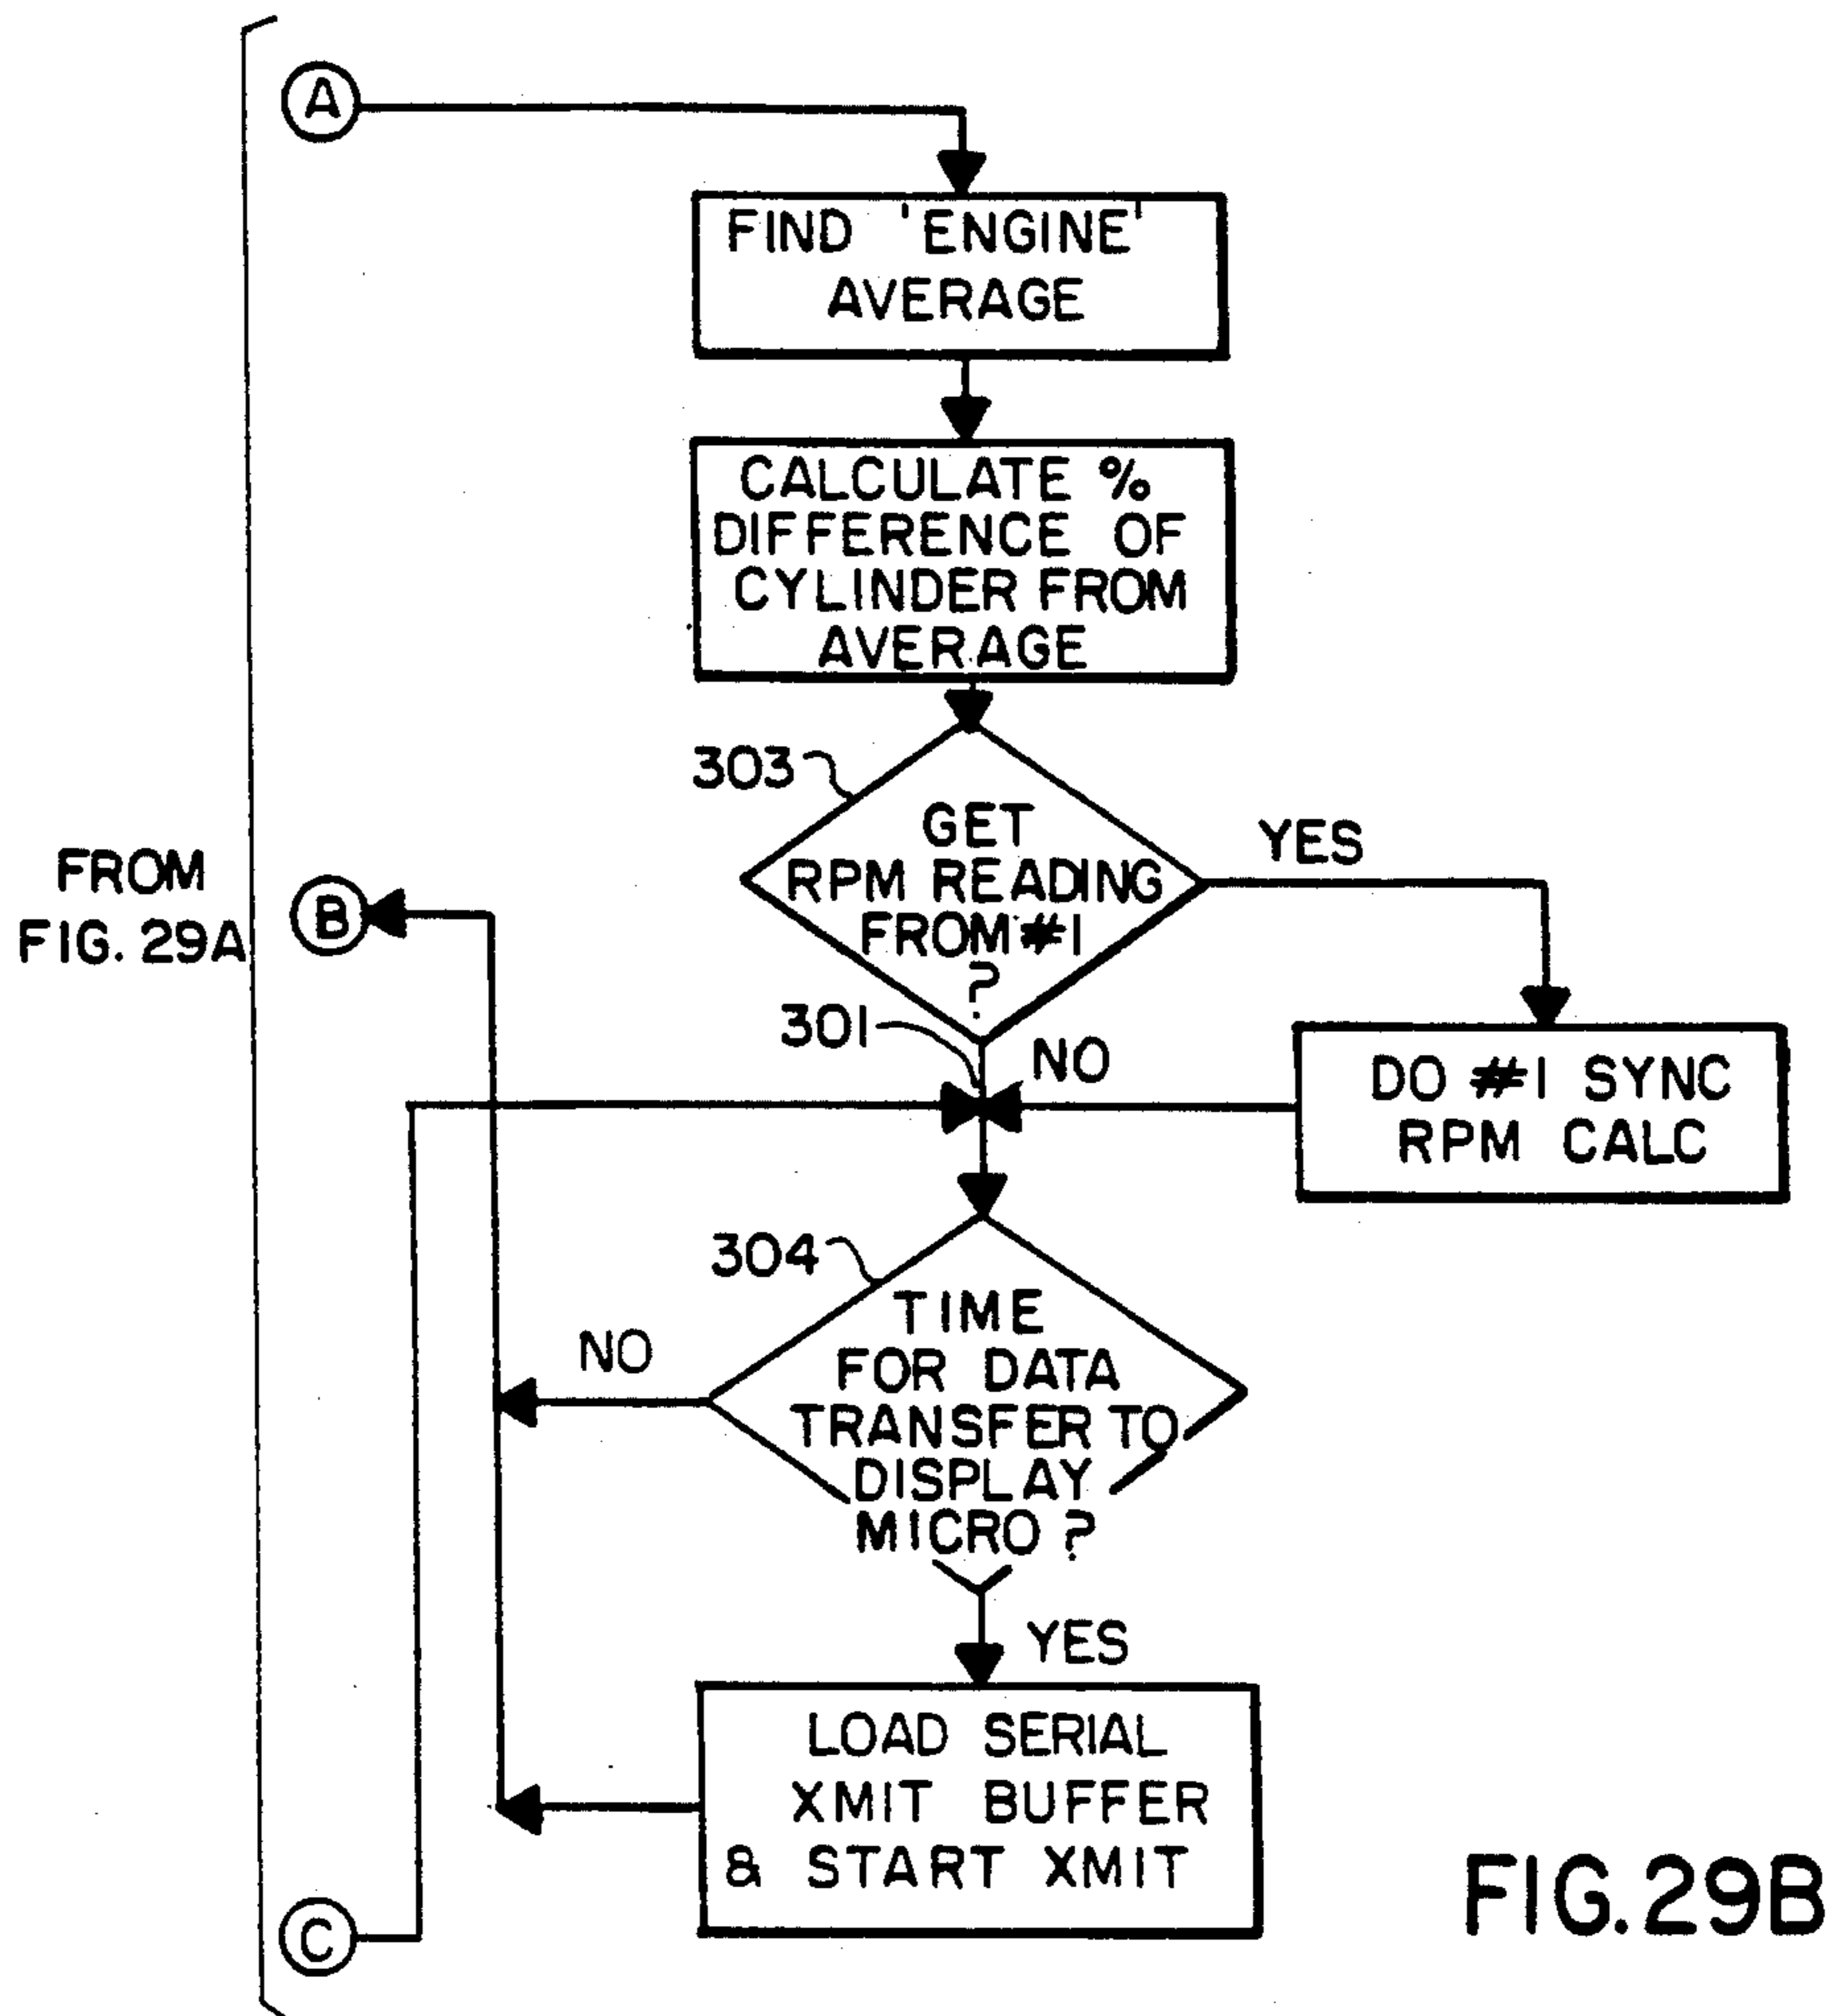 A
FIND 'ENGINE'
AVERAGE
CALCULATE %
DIFFERENCE OF
CYLINDER FROM
AVERAGE
303
GET
RPM READING
FROM #1
?
YES
FROM
FIG. 29A
B
301
NO
DO #1 SYNC
RPM CALC
304
TIME
FOR DATA
TRANSFER TO
DISPLAY
MICRO ?
NO
YES
LOAD SERIAL
XMIT BUFFER
& START XMIT
C
FIG. 29B